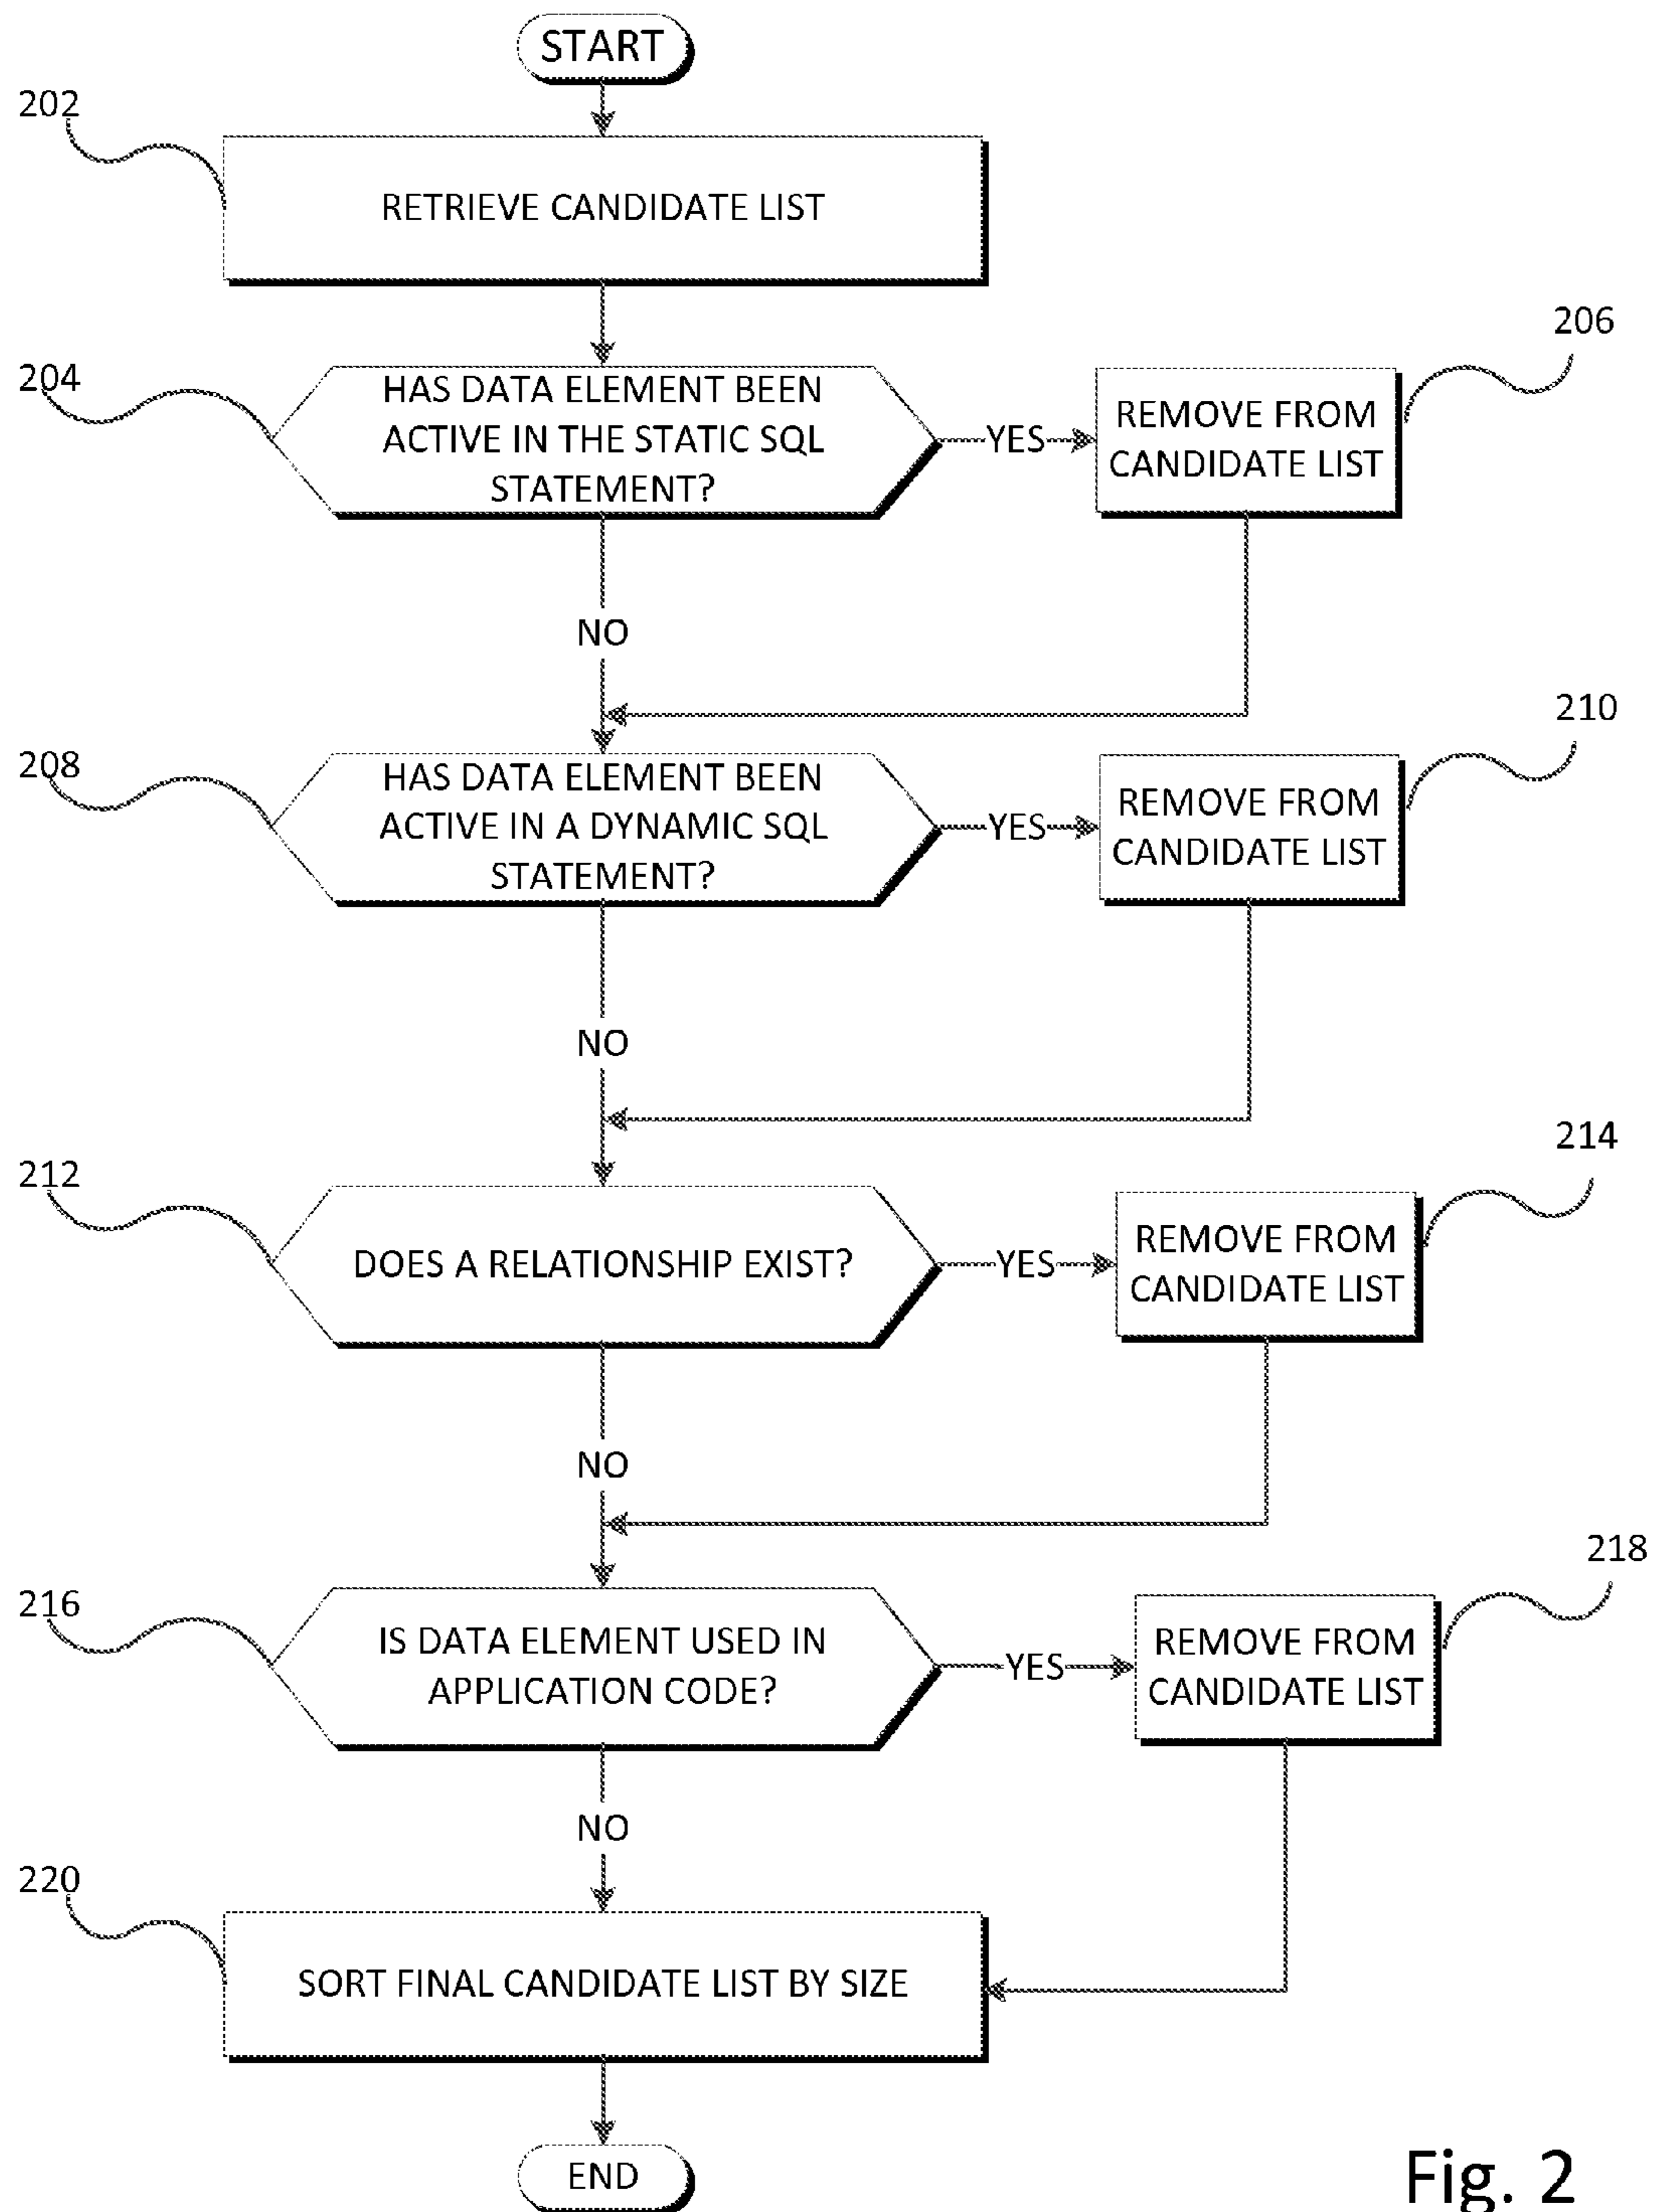 START
202
RETRIEVE CANDIDATE LIST
204
HAS DATA ELEMENT BEEN
ACTIVE IN THE STATIC SQL
STATEMENT?
YES
206
REMOVE FROM
CANDIDATE LIST
NO
208
HAS DATA ELEMENT BEEN
ACTIVE IN A DYNAMIC SQL
STATEMENT?
YES
210
REMOVE FROM
CANDIDATE LIST
NO
212
DOES A RELATIONSHIP EXIST?
YES
214
REMOVE FROM
CANDIDATE LIST
NO
216
IS DATA ELEMENT USED IN
APPLICATION CODE?
YES
218
REMOVE FROM
CANDIDATE LIST
NO
220
SORT FINAL CANDIDATE LIST BY SIZE
END
Fig. 2